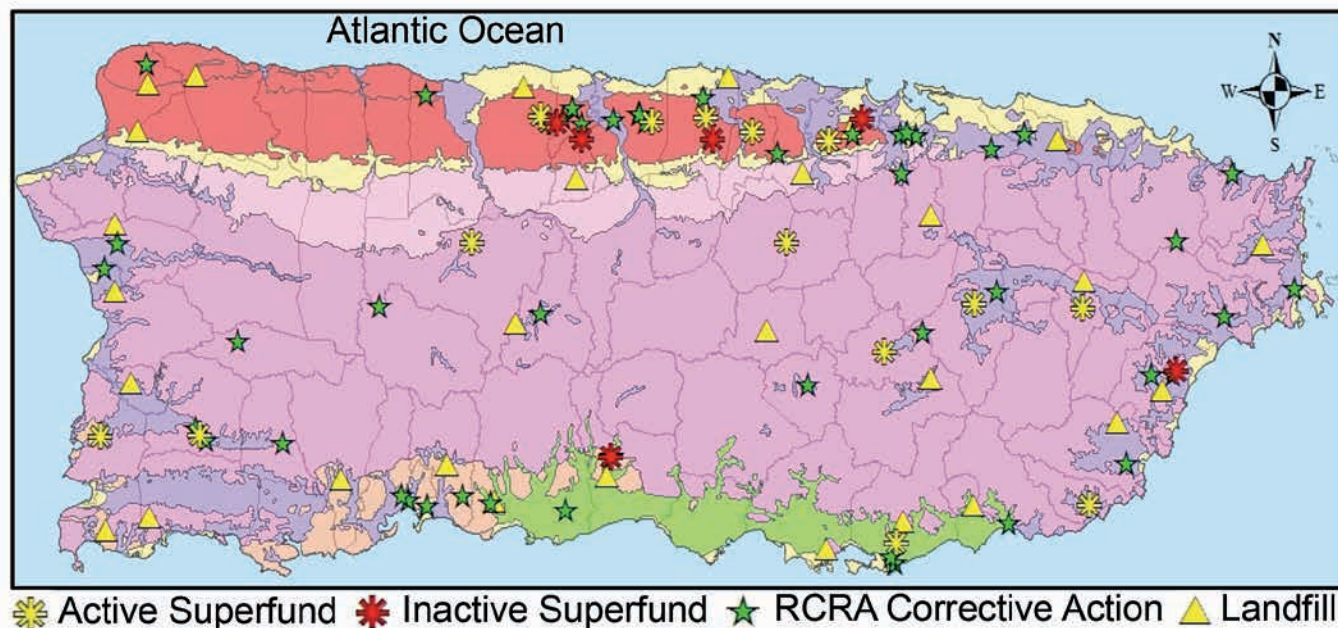 Atlantic Ocean
N
W E
S
Active Superfund Inactive Superfund RCRA Corrective Action Landfill